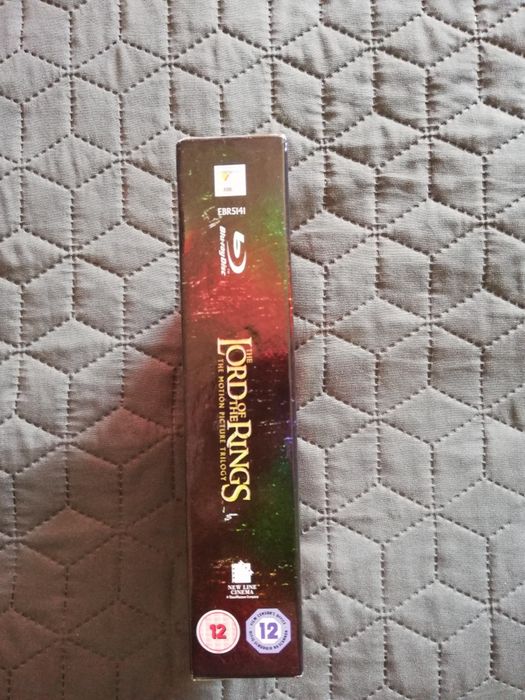 EBR5141
Blu-ray Disc
THE
LORD OF
THE RINGS
THE MOTION PICTURE TRILOGY
NEW LINE
CINEMA
12
12